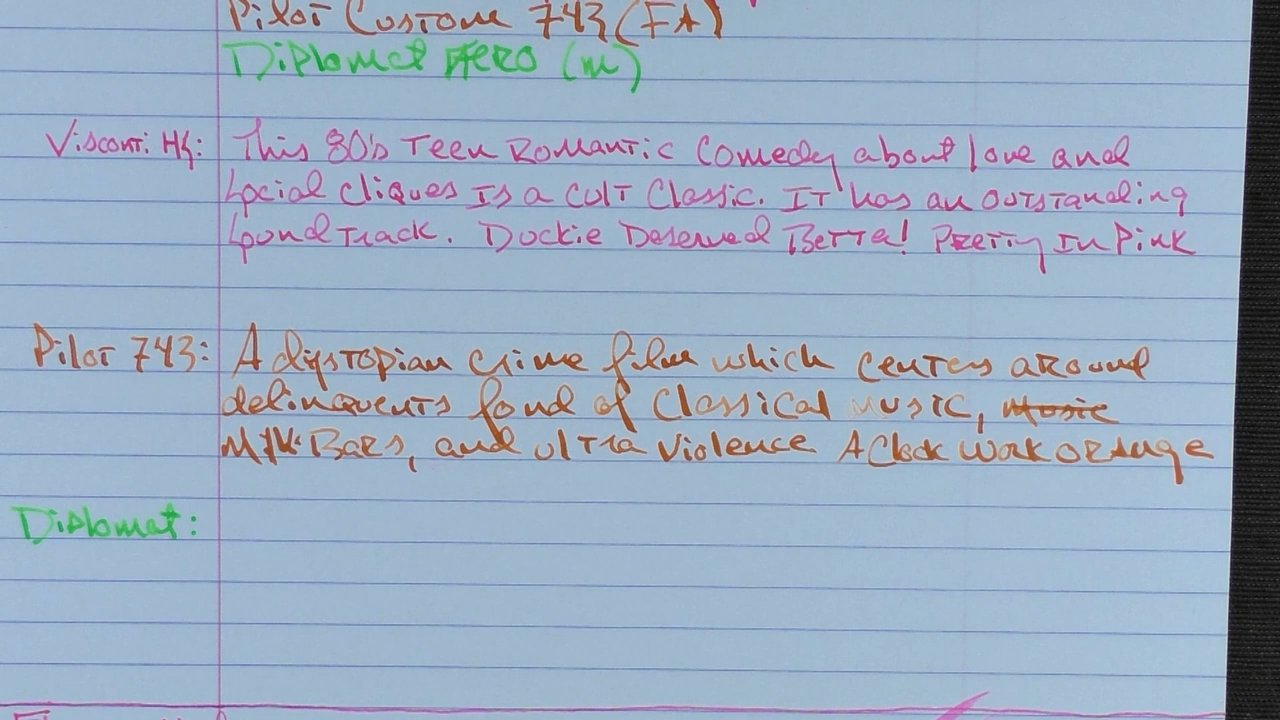 Pilot Custom 743 (FA)
Diplomat Aero (m)
Visconti HS: This 80's Teen Romantic Comedy about love and
Social Cliques Is a Cult Classic. It has an Outstanding
Soundtrack. Duckie Deserved Better! Pretty In Pink
Pilot 743: A dystopian crime film which centers around
delinquents fond of Classical Music, Music
Milk Bars, and ultra violence A Clock Work Orange
Diplomat: